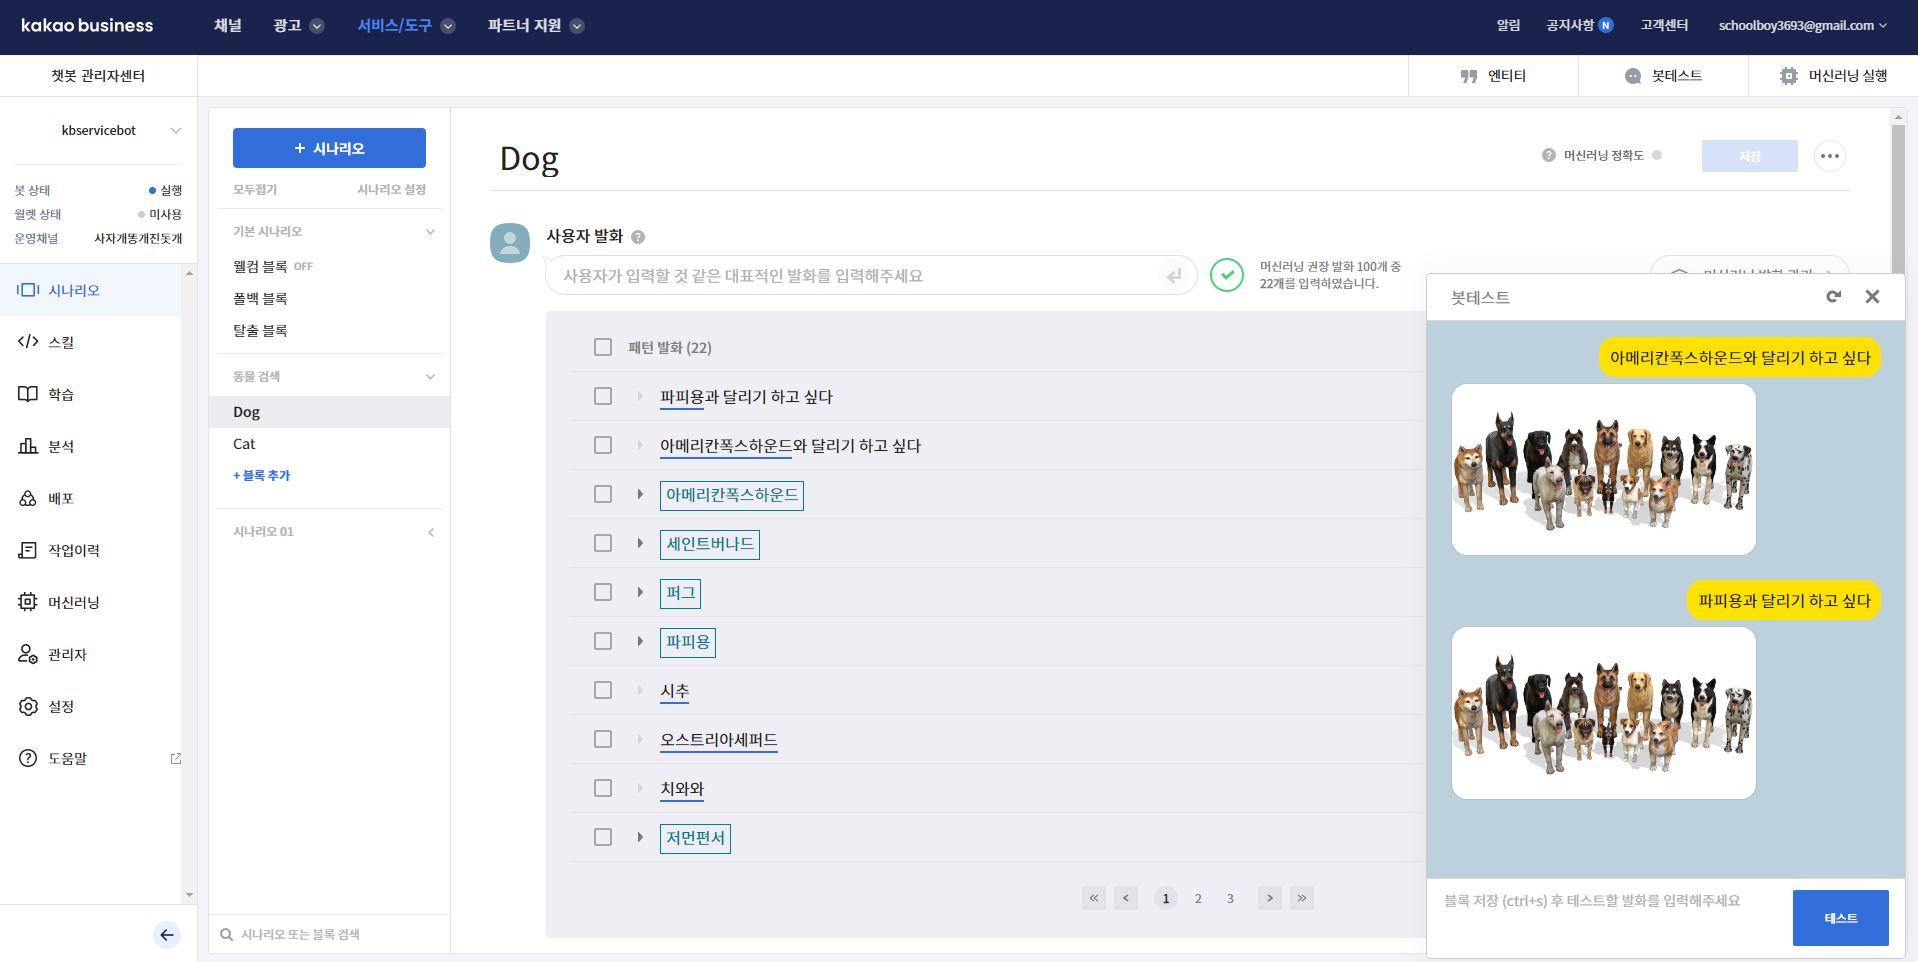 kakao business
채널
광고
서비스/도구
파트너 지원
알림
공지사항 N
고객센터
schoolboy3693@gmail.com
챗봇 관리자센터
엔티티
봇테스트
머신러닝 실행
kbservicebot
봇 상태 실행
월렛 상태 미사용
운영채널 사자개똥개진돗개
시나리오
스킬
학습
분석
배포
작업이력
머신러닝
관리자
설정
도움말
+ 시나리오
모두접기 시나리오 설정
기본 시나리오
웰컴 블록 OFF
폴백 블록
탈출 블록
동물 검색
Dog
Cat
+ 블록 추가
시나리오 01
시나리오 또는 블록 검색
Dog
? 머신러닝 정확도
저장
사용자 발화 ?
사용자가 입력할 것 같은 대표적인 발화를 입력해주세요
머신러닝 권장 발화 100개 중
22개를 입력하였습니다.
패턴 발화 (22)
파피용과 달리기 하고 싶다
아메리칸폭스하운드와 달리기 하고 싶다
아메리칸폭스하운드
세인트버나드
퍼그
파피용
시추
오스트리아세퍼드
치와와
저먼편서
« < 1 2 3 > »
봇테스트
아메리칸폭스하운드와 달리기 하고 싶다
파피용과 달리기 하고 싶다
블록 저장 (ctrl+s) 후 테스트할 발화를 입력해주세요
테스트